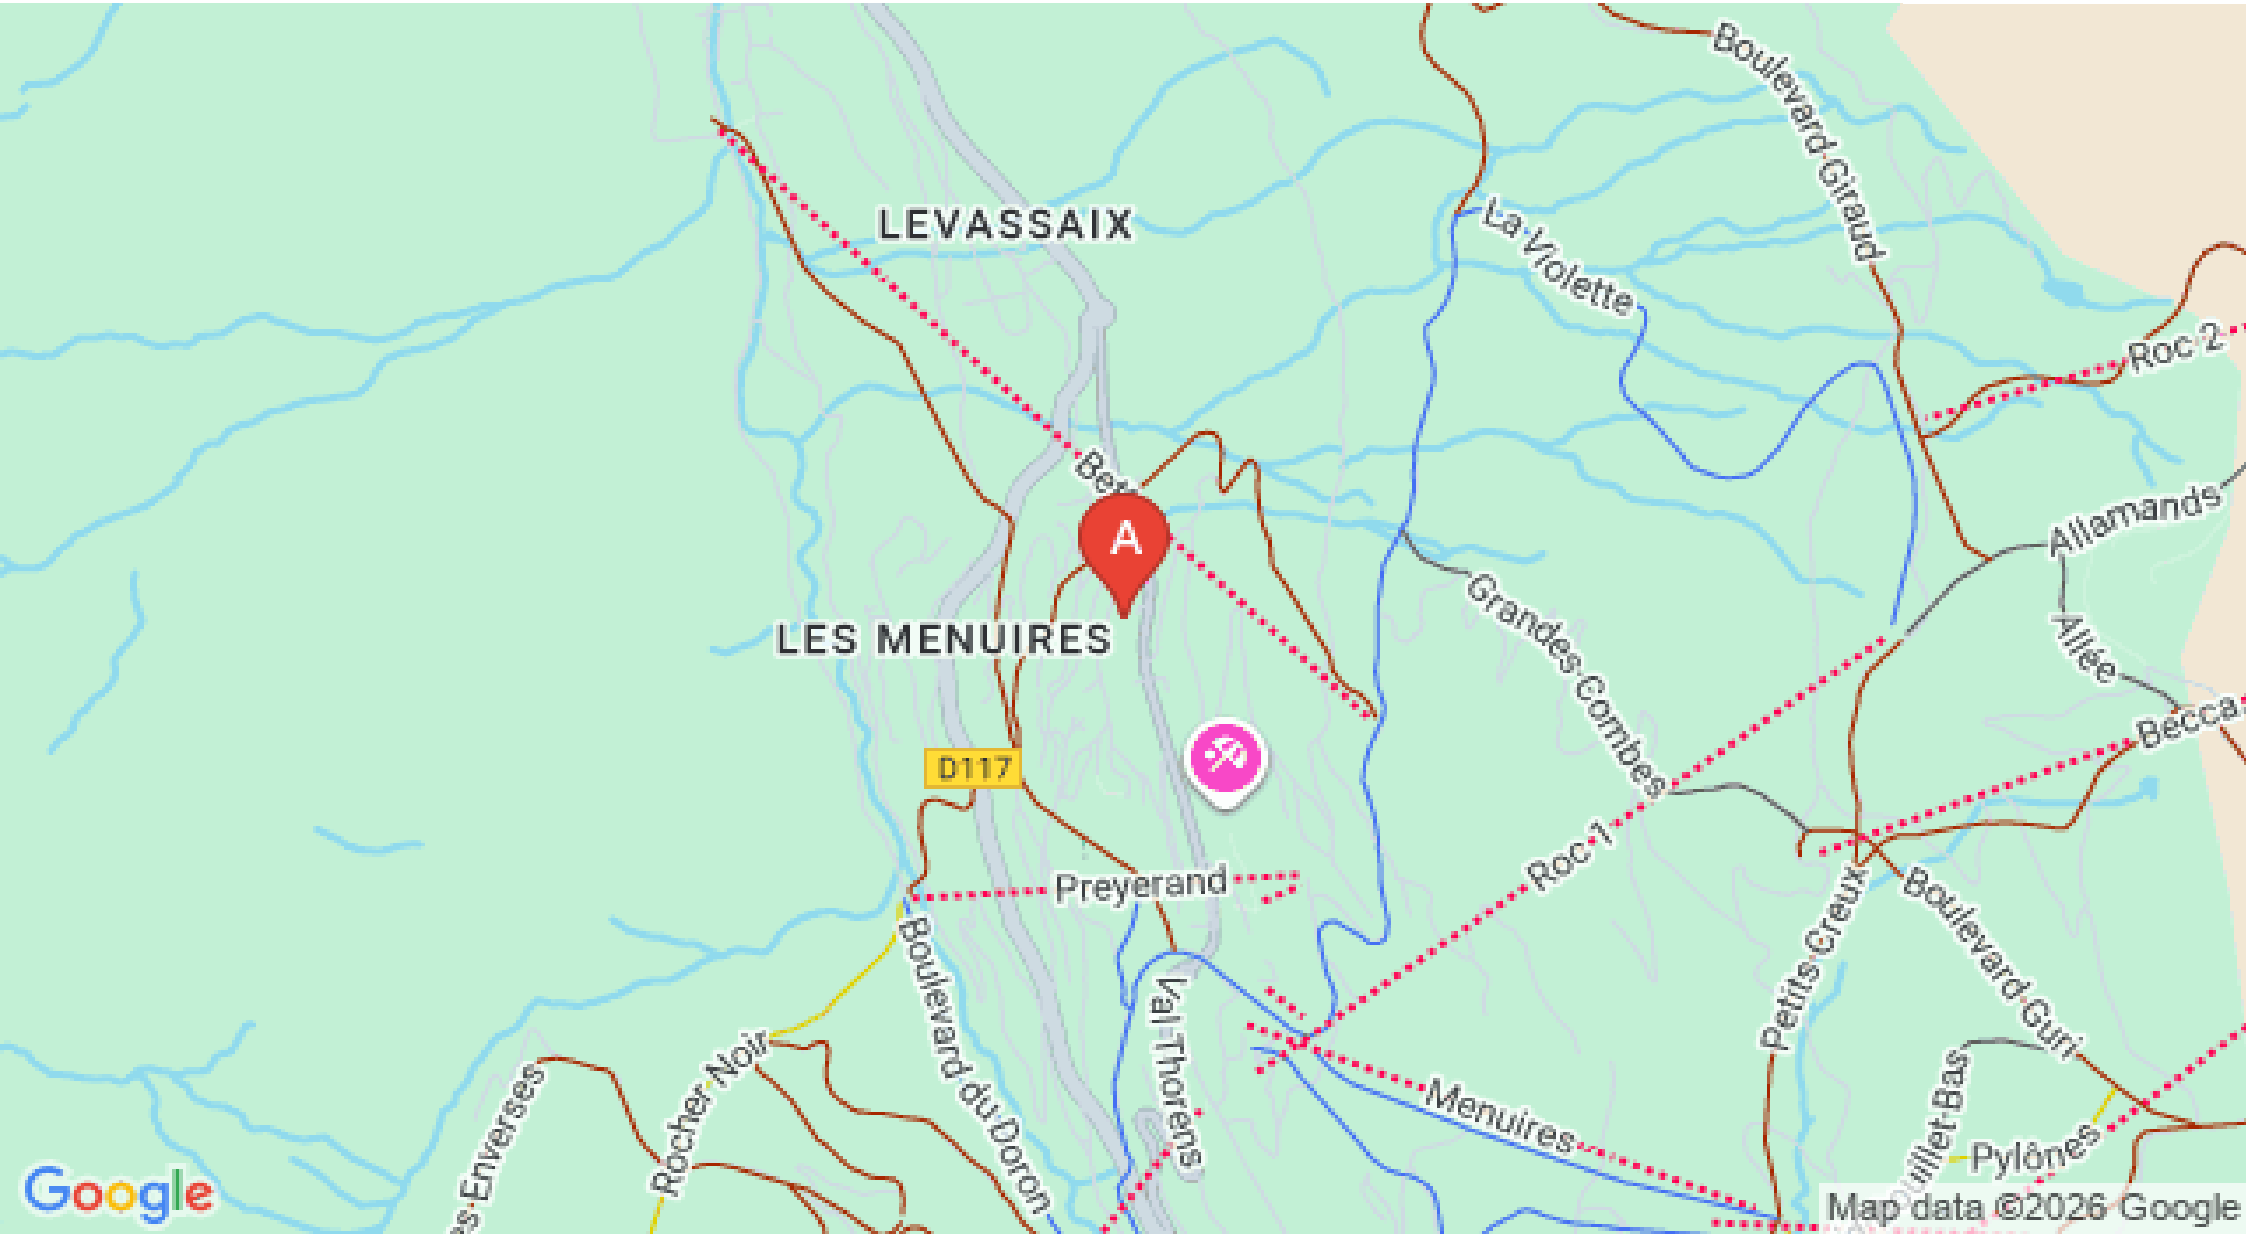 Boulevard Giraud
LEVASSAIX
La Violette
Roc 2
A
Allamands
LES MENUIRES
Grandes Combes
Allée
Becca
D117
Roc 1
Preyerand
Petits Creux
Boulevard Guri
Boulevard du Doron
Val Thorens
Rocher Noir
Menuires
Pylônes
Google
Map data ©2026 Google